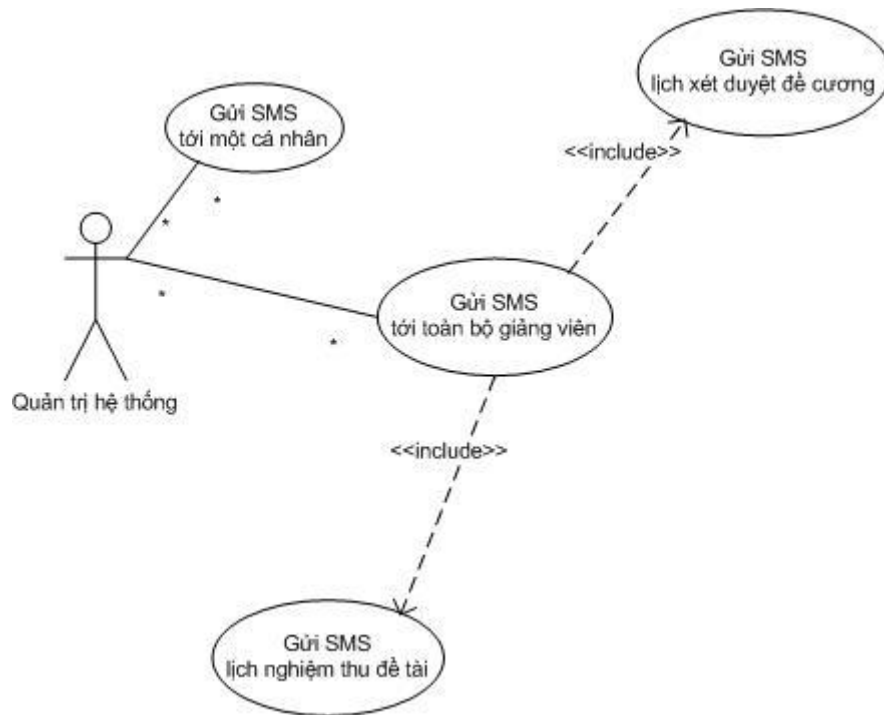 Gửi SMS
lịch xét duyệt đề cương
Gửi SMS
tới một cá nhân
<<include>>
*
*
*
Gửi SMS
tới toàn bộ giảng viên
*
Quản trị hệ thống
<<include>>
Gửi SMS
lịch nghiệm thu đề tài